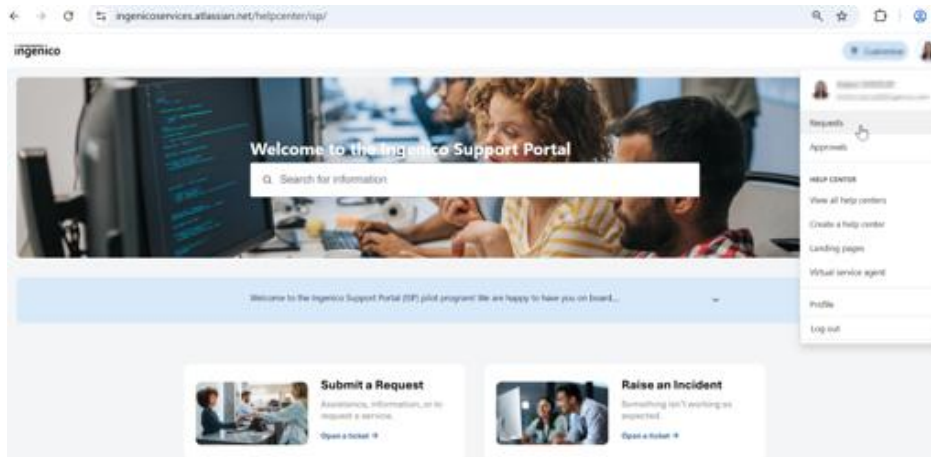 ingenicoservices.atlassian.net/helpcenter/isp/
ingenico
Customize
Welcome to the Ingenico Support Portal
Search for information
Requests
Approvals
HELP CENTER
View all help centers
Create a help center
Landing pages
Virtual service agent
Profile
Log out
Welcome to the Ingenico Support Portal (ISP) pilot program! We are happy to have you on board...
Submit a Request
Assistance, information, or to
request a service.
Open a ticket →
Raise an Incident
Something isn't working as
expected.
Open a ticket →